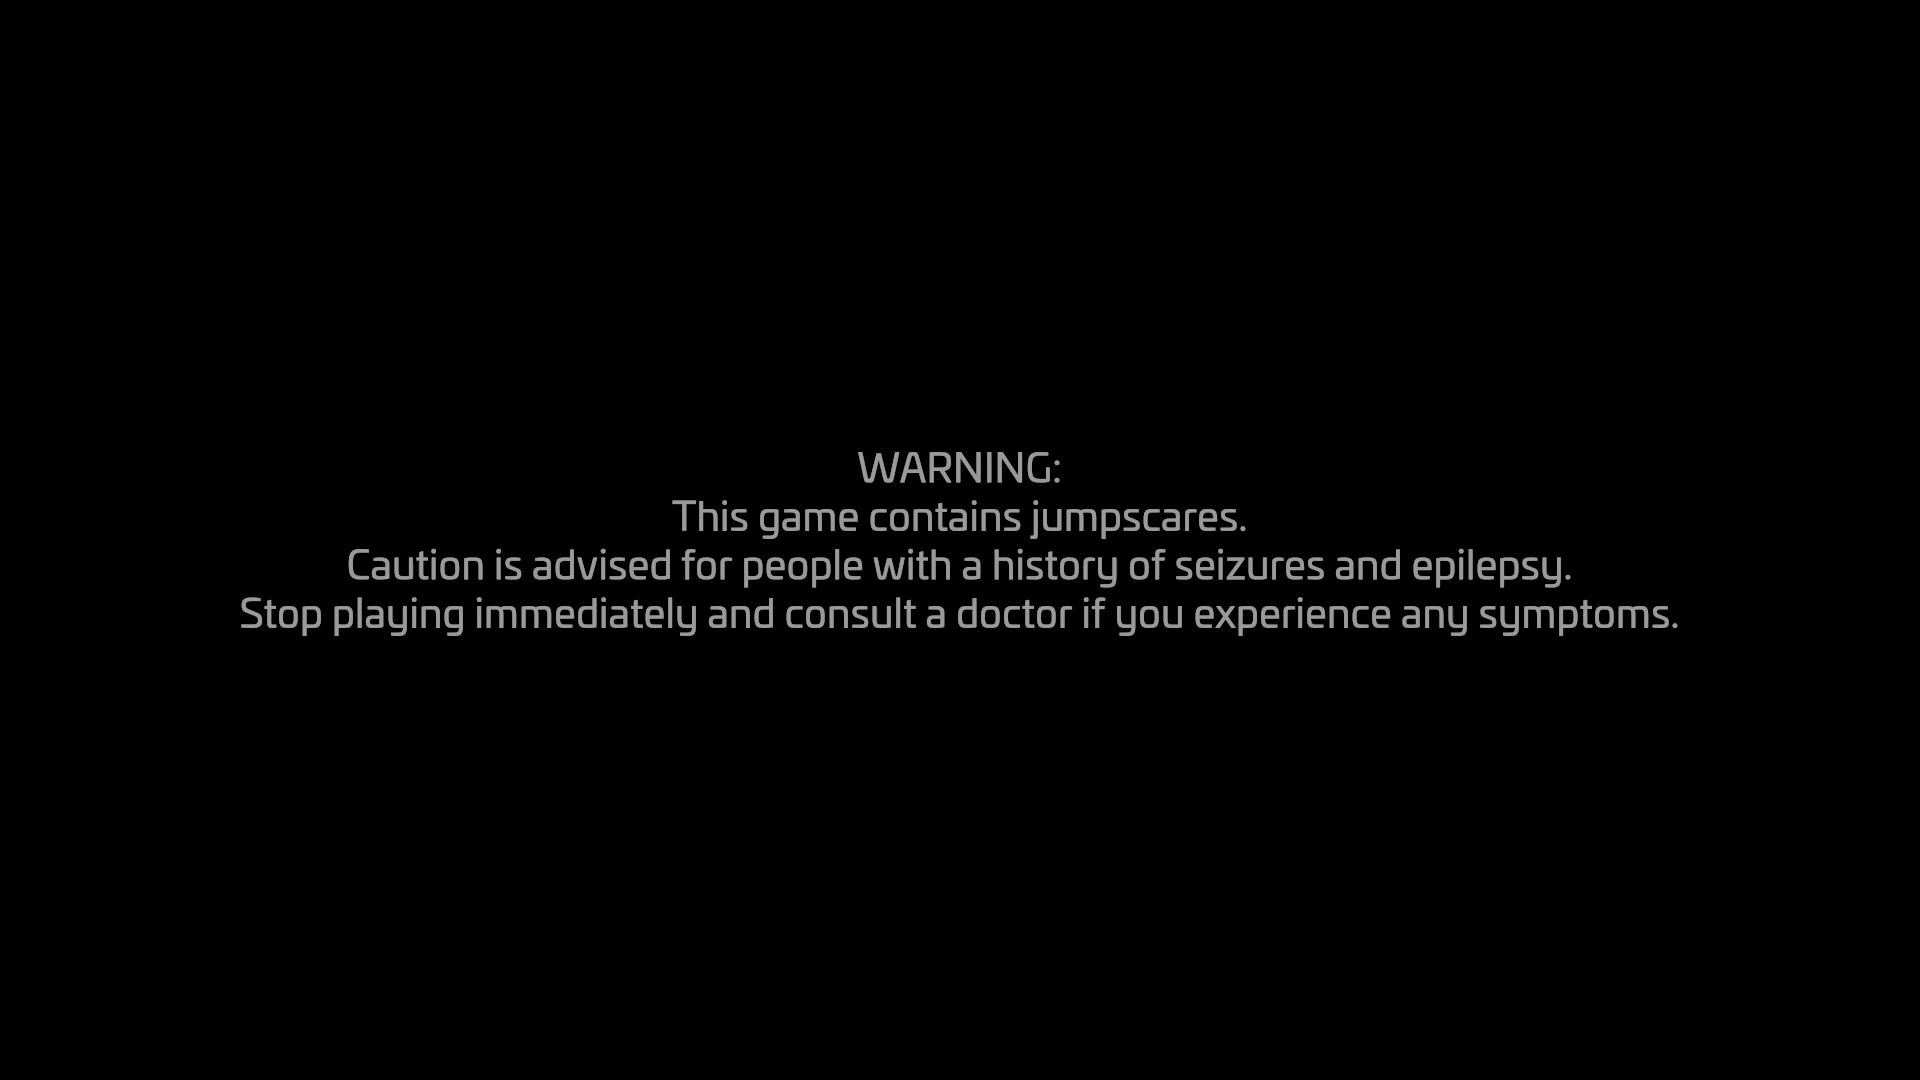 WARNING:
This game contains jumpscares.
Caution is advised for people with a history of seizures and epilepsy.
Stop playing immediately and consult a doctor if you experience any symptoms.